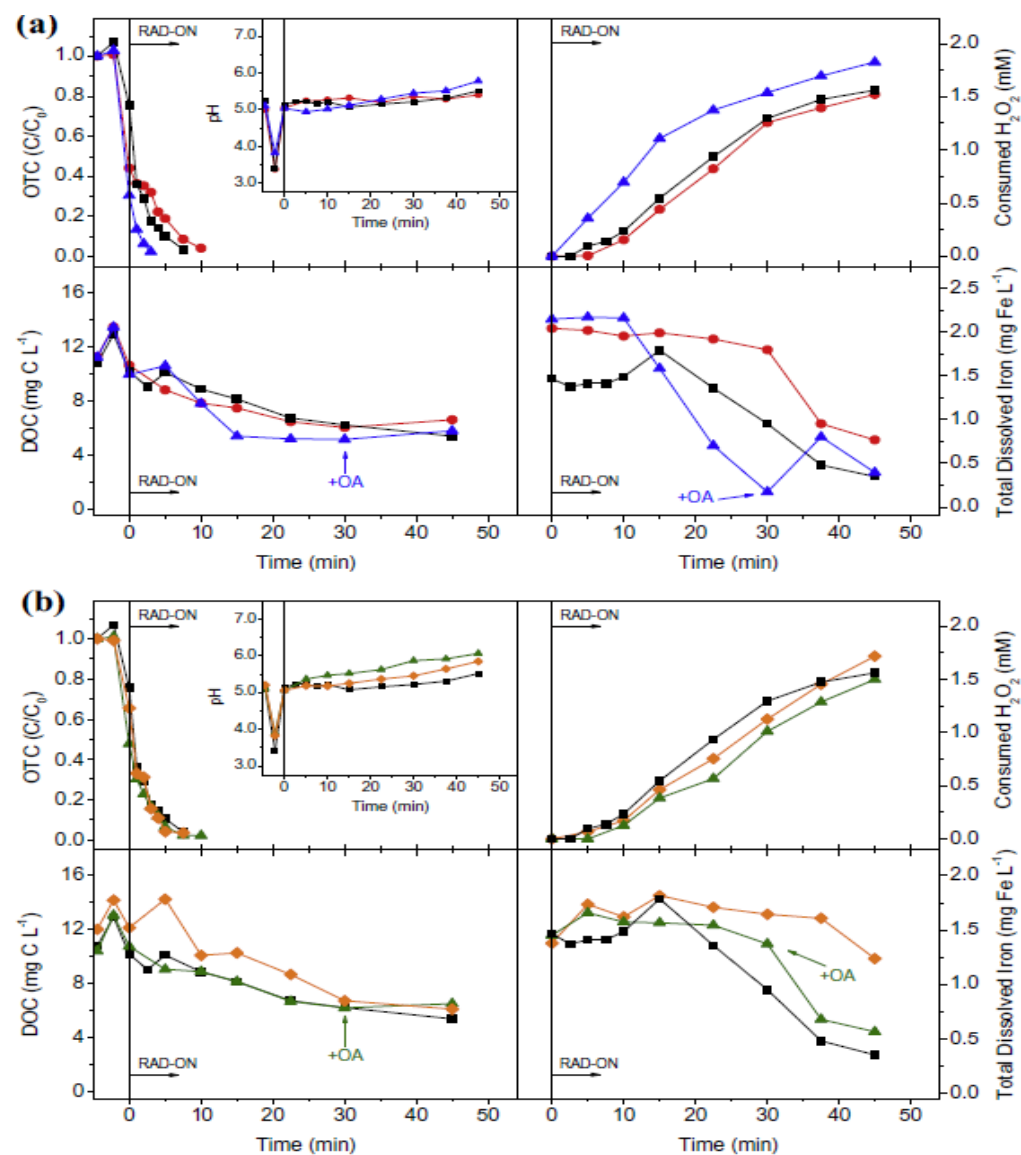 (a)
RAD-ON
RAD-ON
1.0
0.8
0.6
0.4
0.2
0.0
OTC (C/C₀)
7.0
6.0
5.0
4.0
3.0
pH
0 10 20 30 40 50
Time (min)
2.0
1.5
1.0
0.5
0.0
Consumed H₂O₂ (mM)
16
12
8
4
0
DOC (mg C L⁻¹)
+OA
RAD-ON
+OA
RAD-ON
2.5
2.0
1.5
1.0
0.5
0.0
Total Dissolved Iron (mg Fe L⁻¹)
0 10 20 30 40 50
0 10 20 30 40 50
Time (min)
Time (min)
(b)
RAD-ON
RAD-ON
1.0
0.8
0.6
0.4
0.2
0.0
OTC (C/C₀)
7.0
6.0
5.0
4.0
3.0
pH
0 10 20 30 40 50
Time (min)
2.0
1.5
1.0
0.5
0.0
Consumed H₂O₂ (mM)
16
12
8
4
0
DOC (mg C L⁻¹)
+OA
RAD-ON
+OA
RAD-ON
2.0
1.5
1.0
0.5
0.0
Total Dissolved Iron (mg Fe L⁻¹)
0 10 20 30 40 50
0 10 20 30 40 50
Time (min)
Time (min)